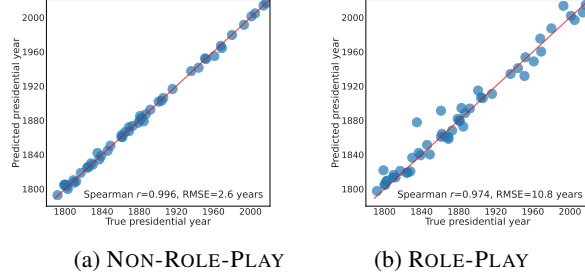 2000
1960
1920
1880
1840
1800
Predicted presidential year
Spearman r=0.996, RMSE=2.6 years
1800 1840 1880 1920 1960 2000
True presidential year
(a) NON-ROLE-PLAY
2000
1960
1920
1880
1840
1800
Predicted presidential year
Spearman r=0.974, RMSE=10.8 years
1800 1840 1880 1920 1960 2000
True presidential year
(b) ROLE-PLAY